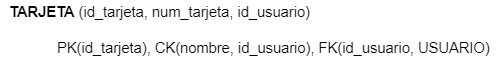 TARJETA (id_tarjeta, num_tarjeta, id_usuario)
PK(id_tarjeta), CK(nombre, id_usuario), FK(id_usuario, USUARIO)